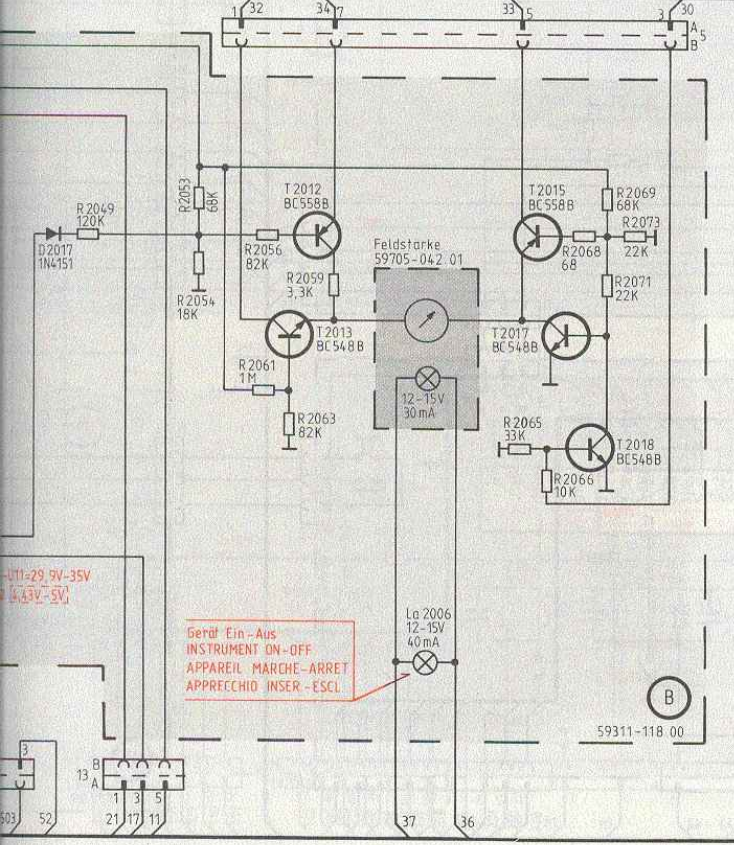 1 32
34 7
33 5
3 30
A 5
B
R2053
68K
T2012
BC558B
T2015
BC558B
R2069
68K
R2049
120K
R2073
22K
D2017
1N4151
R2056
82K
Feldstärke
59705-042 01
R2068
68
R2059
3,3K
R2071
22K
R2054
18K
T2013
BC548B
T2017
BC548B
R2061
1M
12-15V
30mA
R2063
82K
R2065
33K
T2018
BC548B
R2066
10K
-U11=29,9V-35V
4,43V-5V
La 2006
12-15V
40mA
Gerät Ein-Aus
INSTRUMENT ON-OFF
APPAREIL MARCHE-ARRET
APPRECCHIO INSER.-ESCL
B
59311-118 00
3
13
B
A
1 3 5
503 52 21 17 11
37 36